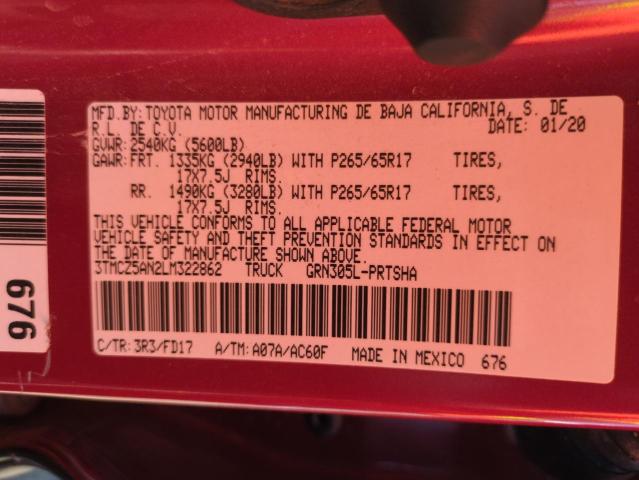 MFD.BY: TOYOTA MOTOR MANUFACTURING DE BAJA CALIFORNIA, S. DE
R.L. DE C.V. DATE: 01/20
GVWR: 2540KG (5600LB)
GAWR: FRT. 1335KG (2940LB) WITH P265/65R17 TIRES,
17X7.5J RIMS.
RR. 1490KG (3280LB) WITH P265/65R17 TIRES,
17X7.5J RIMS.
THIS VEHICLE CONFORMS TO ALL APPLICABLE FEDERAL MOTOR
VEHICLE SAFETY AND THEFT PREVENTION STANDARDS IN EFFECT ON
THE DATE OF MANUFACTURE SHOWN ABOVE.
3TMCZ5AN2LM322862 TRUCK GRN305L-PRTSHA
C/TR: 3R3/FD17 A/TM: A07A/AC60F MADE IN MEXICO 676
676